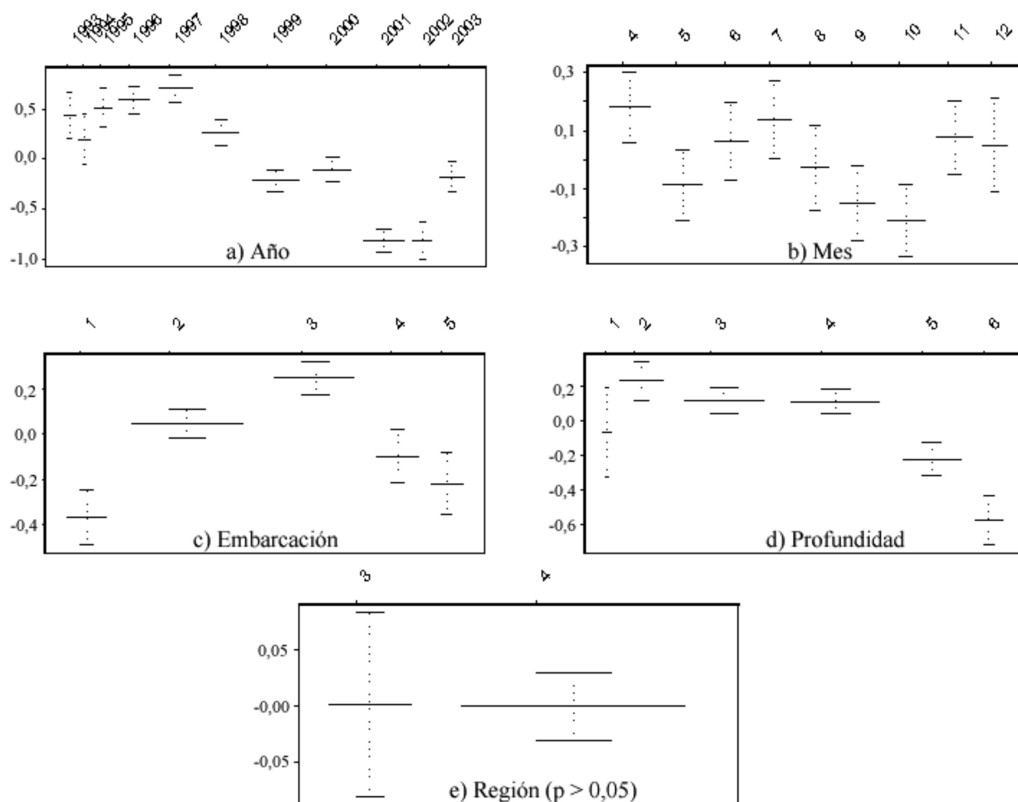 1993 1994 1995 1996 1997 1998 1999 2000 2001 2002 2003
0,5
0,0
-0,5
-1,0
a) Año
4 5 6 7 8 9 10 11 12
0,3
0,1
-0,1
-0,3
b) Mes
1 2 3 4 5
0,2
0,0
-0,2
-0,4
c) Embarcación
1 2 3 4 5 6
0,2
0,0
-0,2
-0,4
-0,6
d) Profundidad
3 4
0,05
-0,00
-0,05
e) Región (p > 0,05)